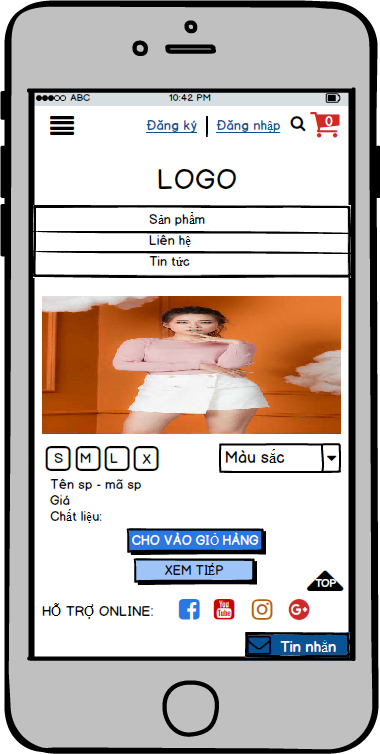 ABC 10:42 PM
Đăng ký Đăng nhập 0
LOGO
Sản phẩm
Liên hệ
Tin tức
S M L X Màu sắc
Tên sp - mã sp
Giá
Chất liệu:
CHO VÀO GIỎ HÀNG
XEM TIẾP
TOP
HỖ TRỢ ONLINE: You Tube
Tin nhắn